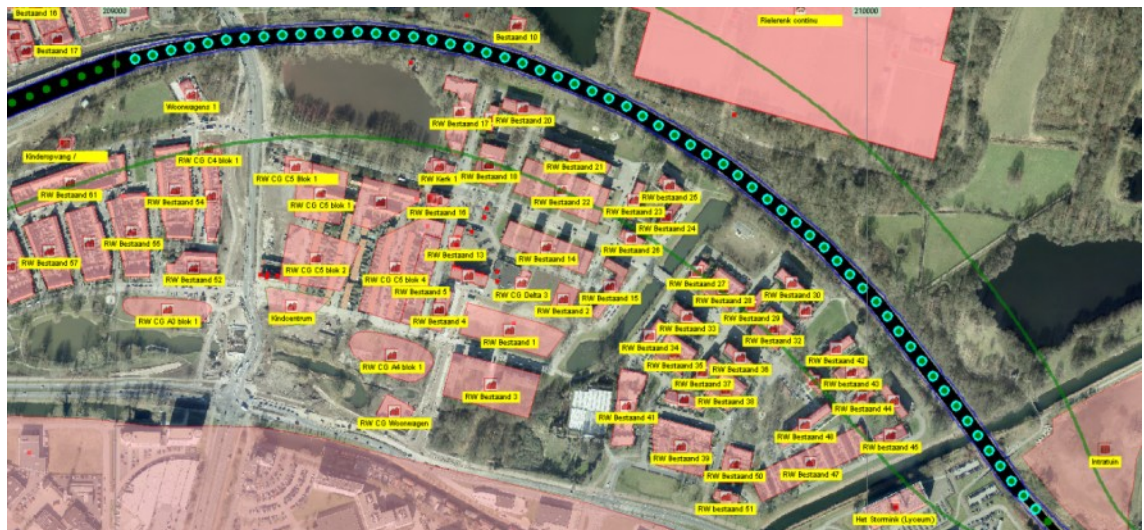 Bestaand 16
209000
Bestaand 17
Bestaand 10
Rielerenk continu
210000
Woonwagens 1
RW Bestaand 17
RW Bestaand 20
Kinderopvang /
RW CG C4 blok 1
RW Bestaand 61
RW CG C5 Blok 1
RW Kerk 1
RW Bestaand 18
RW Bestaand 21
RW Bestaand 54
RW CG C5 blok 1
RW Bestaand 16
RW Bestaand 22
RW bestaand 25
RW Bestaand 23
RW Bestaand 24
RW Bestaand 55
RW Bestaand 13
RW Bestaand 14
RW Bestaand 26
RW Bestaand 57
RW Bestaand 52
RW CG C5 blok 2
RW CG C5 blok 4
RW Bestaand 5
RW CG Delta 3
RW Bestaand 15
RW Bestaand 27
RW Bestaand 30
RW Bestaand 28
RW CG A3 blok 1
Kindcentrum
RW Bestaand 4
RW Bestaand 2
RW Bestaand 29
RW Bestaand 33
RW Bestaand 1
RW Bestaand 32
RW Bestaand 34
RW Bestaand 42
RW CG A4 blok 1
RW Bestaand 35
RW Bestaand 36
RW Bestaand 37
RW Bestaand 43
RW Bestaand 3
RW Bestaand 38
RW Bestaand 44
RW CG Woonwagen
RW Bestaand 41
RW Bestaand 48
RW Bestaand 45
RW Bestaand 39
RW Bestaand 47
RW Bestaand 50
Intratuin
RW bestaand 51
Het Stormink (Lyceum)